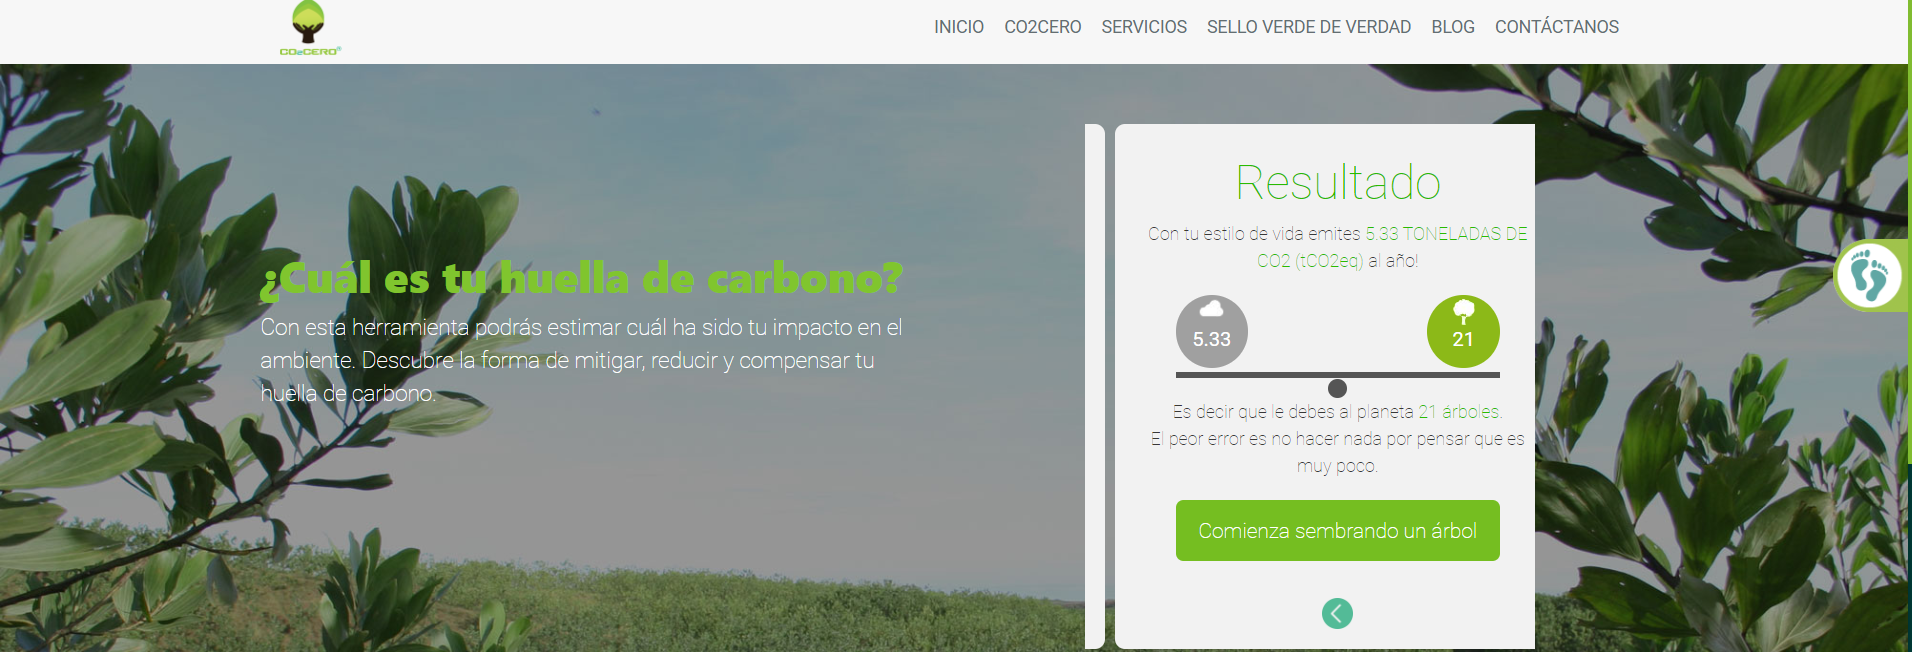 CO2CERO®
INICIO CO2CERO SERVICIOS SELLO VERDE DE VERDAD BLOG CONTÁCTANOS
¿Cuál es tu huella de carbono?
Con esta herramienta podrás estimar cuál ha sido tu impacto en el
ambiente. Descubre la forma de mitigar, reducir y compensar tu
huella de carbono.
Resultado
Con tu estilo de vida emites 5.33 TONELADAS DE
CO2 (tCO2eq) al año!
5.33
21
Es decir que le debes al planeta 21 árboles.
El peor error es no hacer nada por pensar que es
muy poco.
Comienza sembrando un árbol